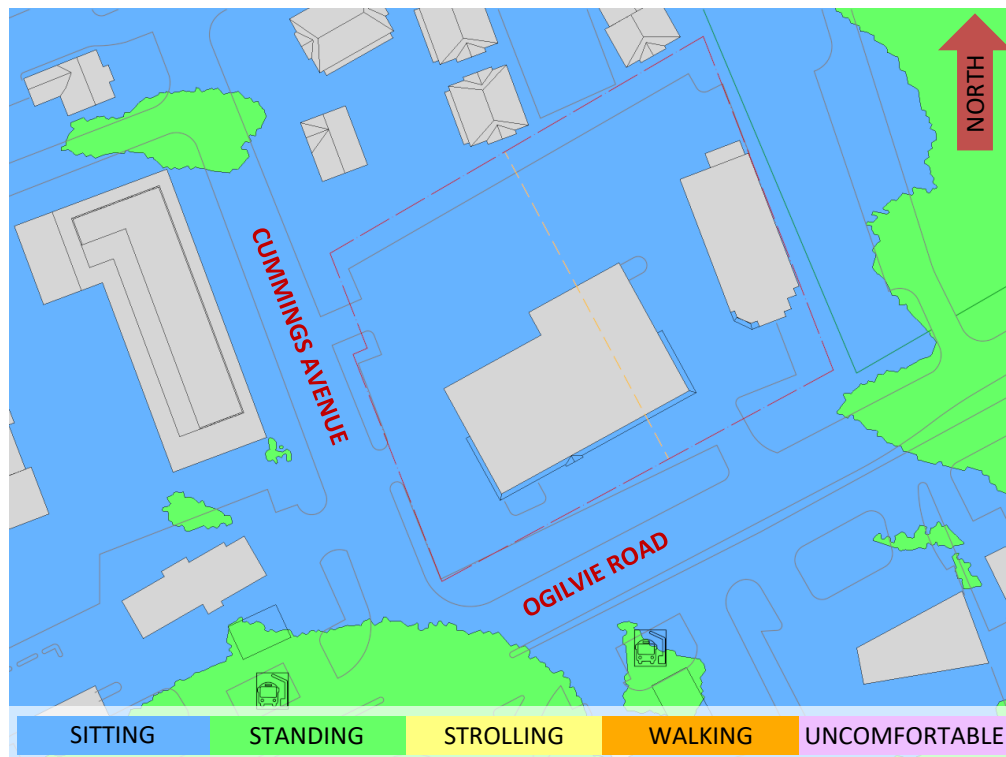 NORTH
CUMMINGS AVENUE
OGILVIE ROAD
SITTING
STANDING
STROLLING
WALKING
UNCOMFORTABLE